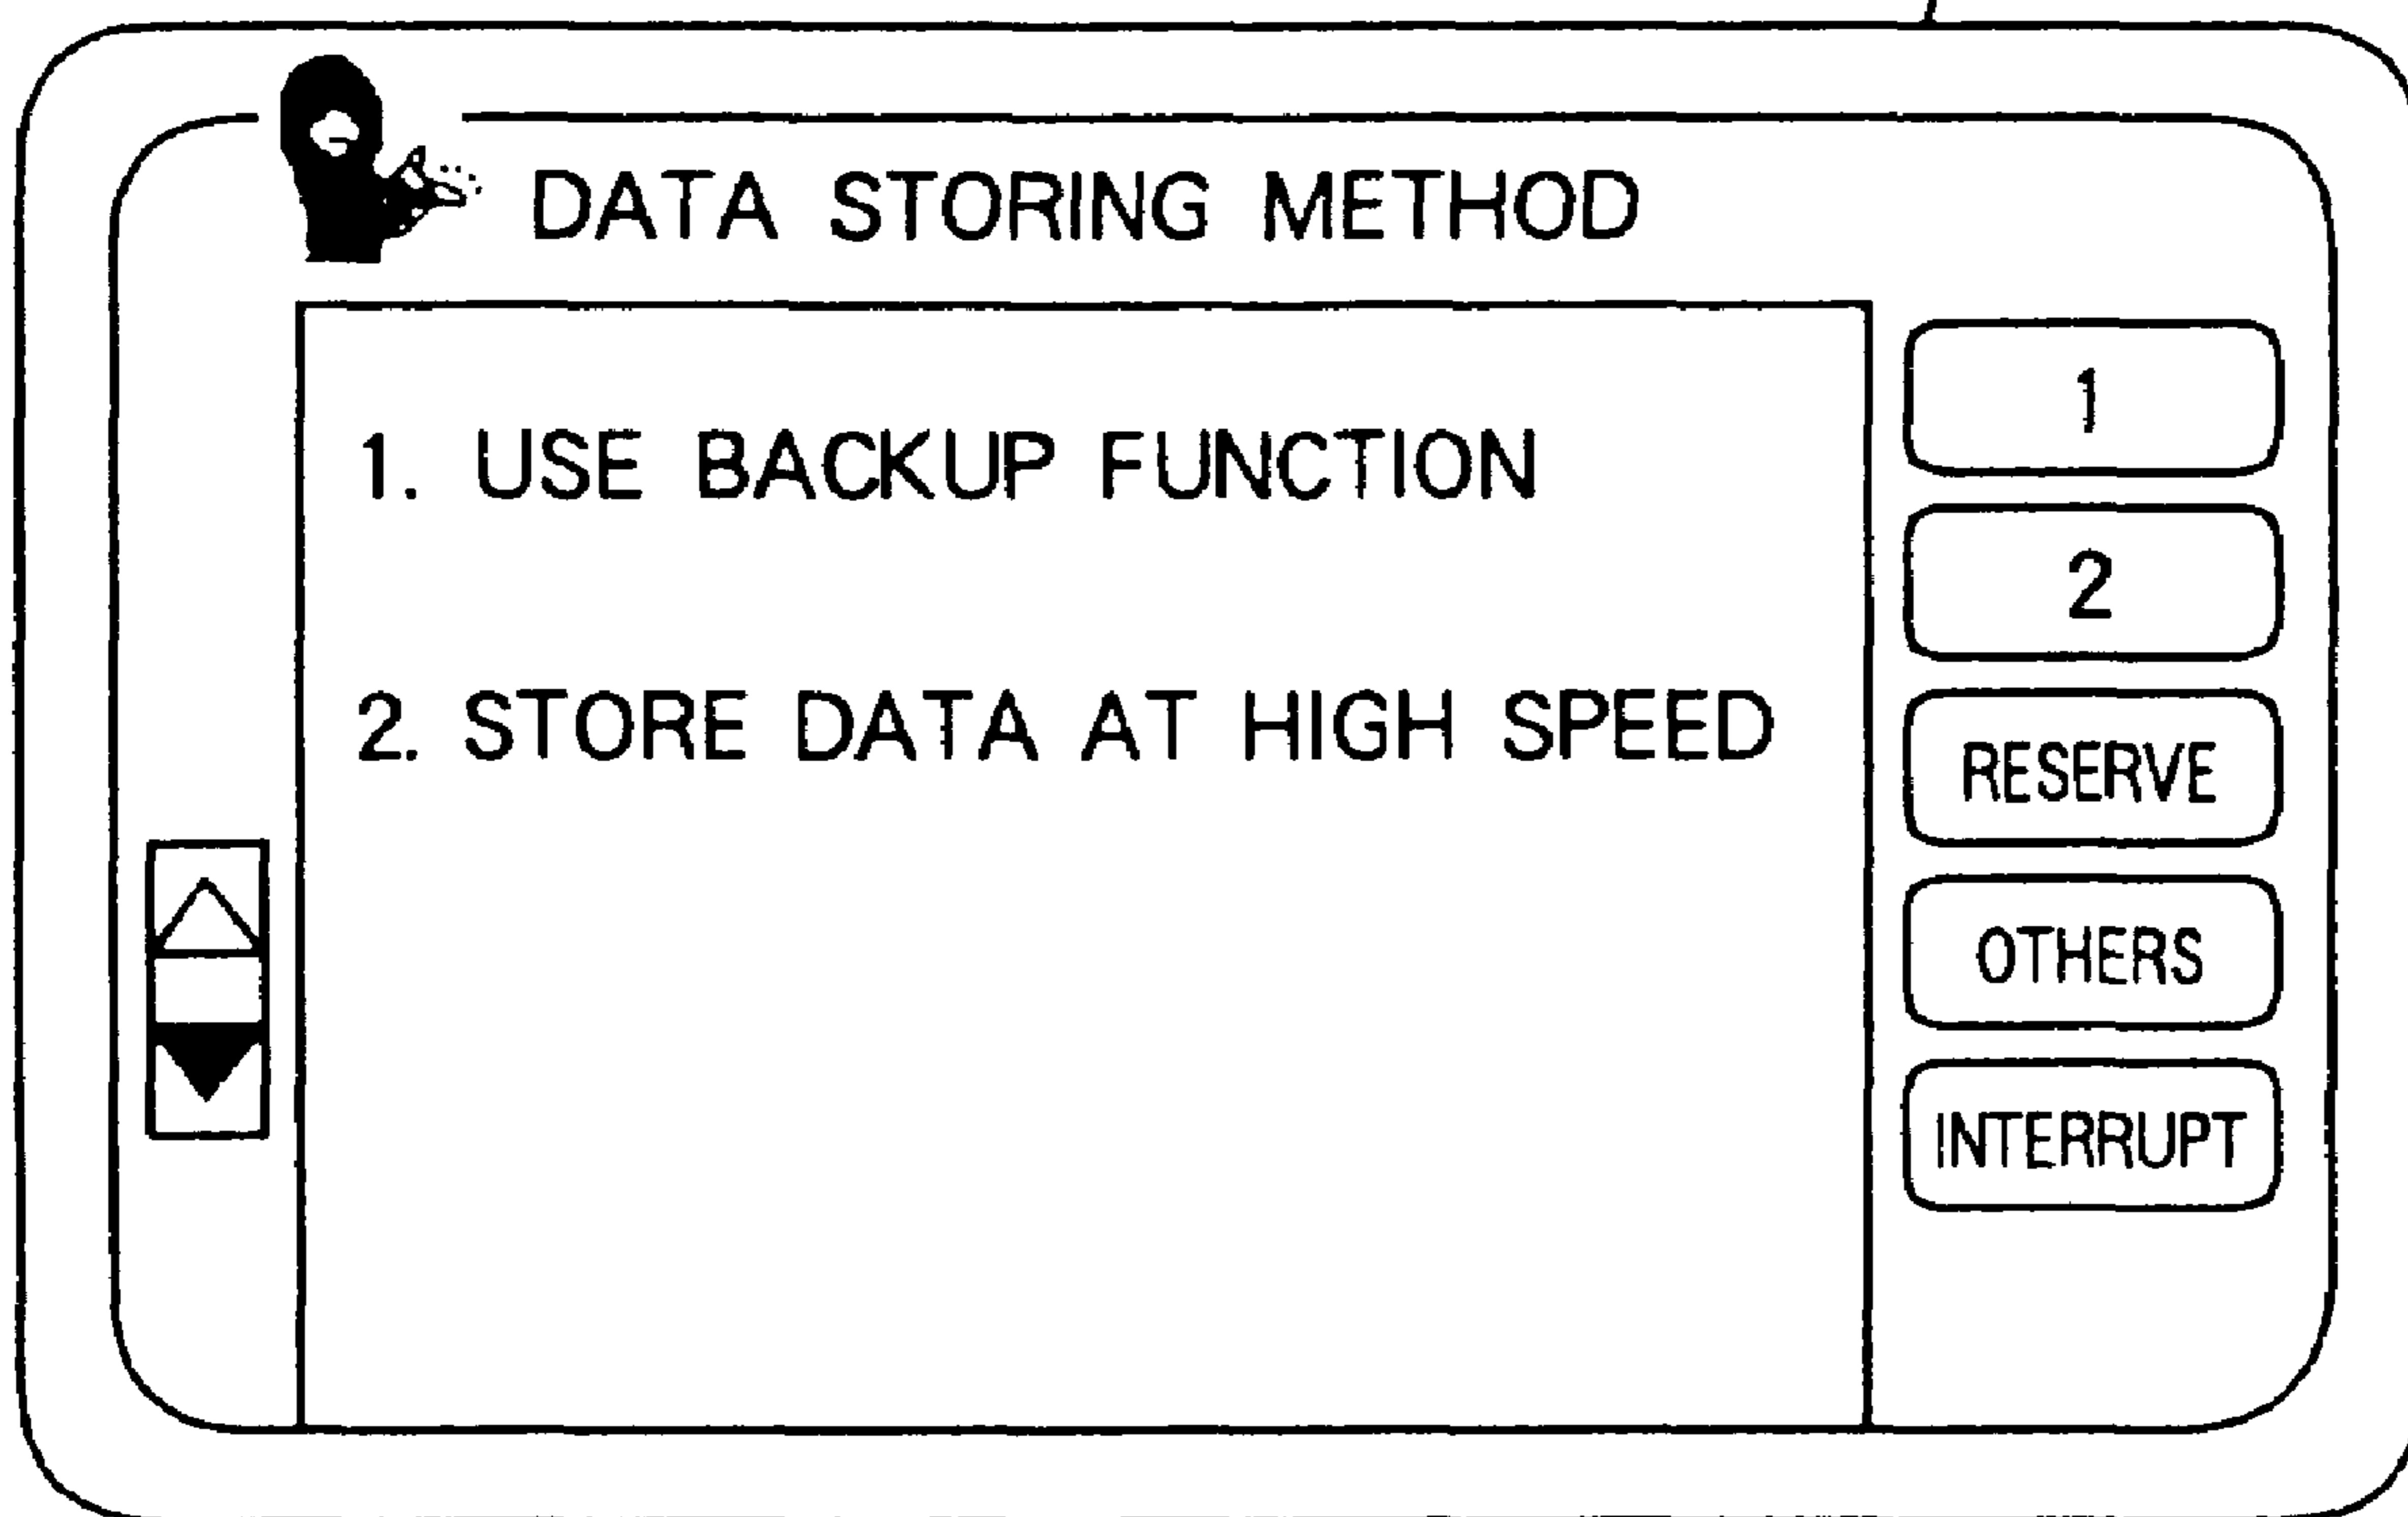 DATA STORING METHOD
1. USE BACKUP FUNCTION
2. STORE DATA AT HIGH SPEED
1
2
RESERVE
OTHERS
INTERRUPT